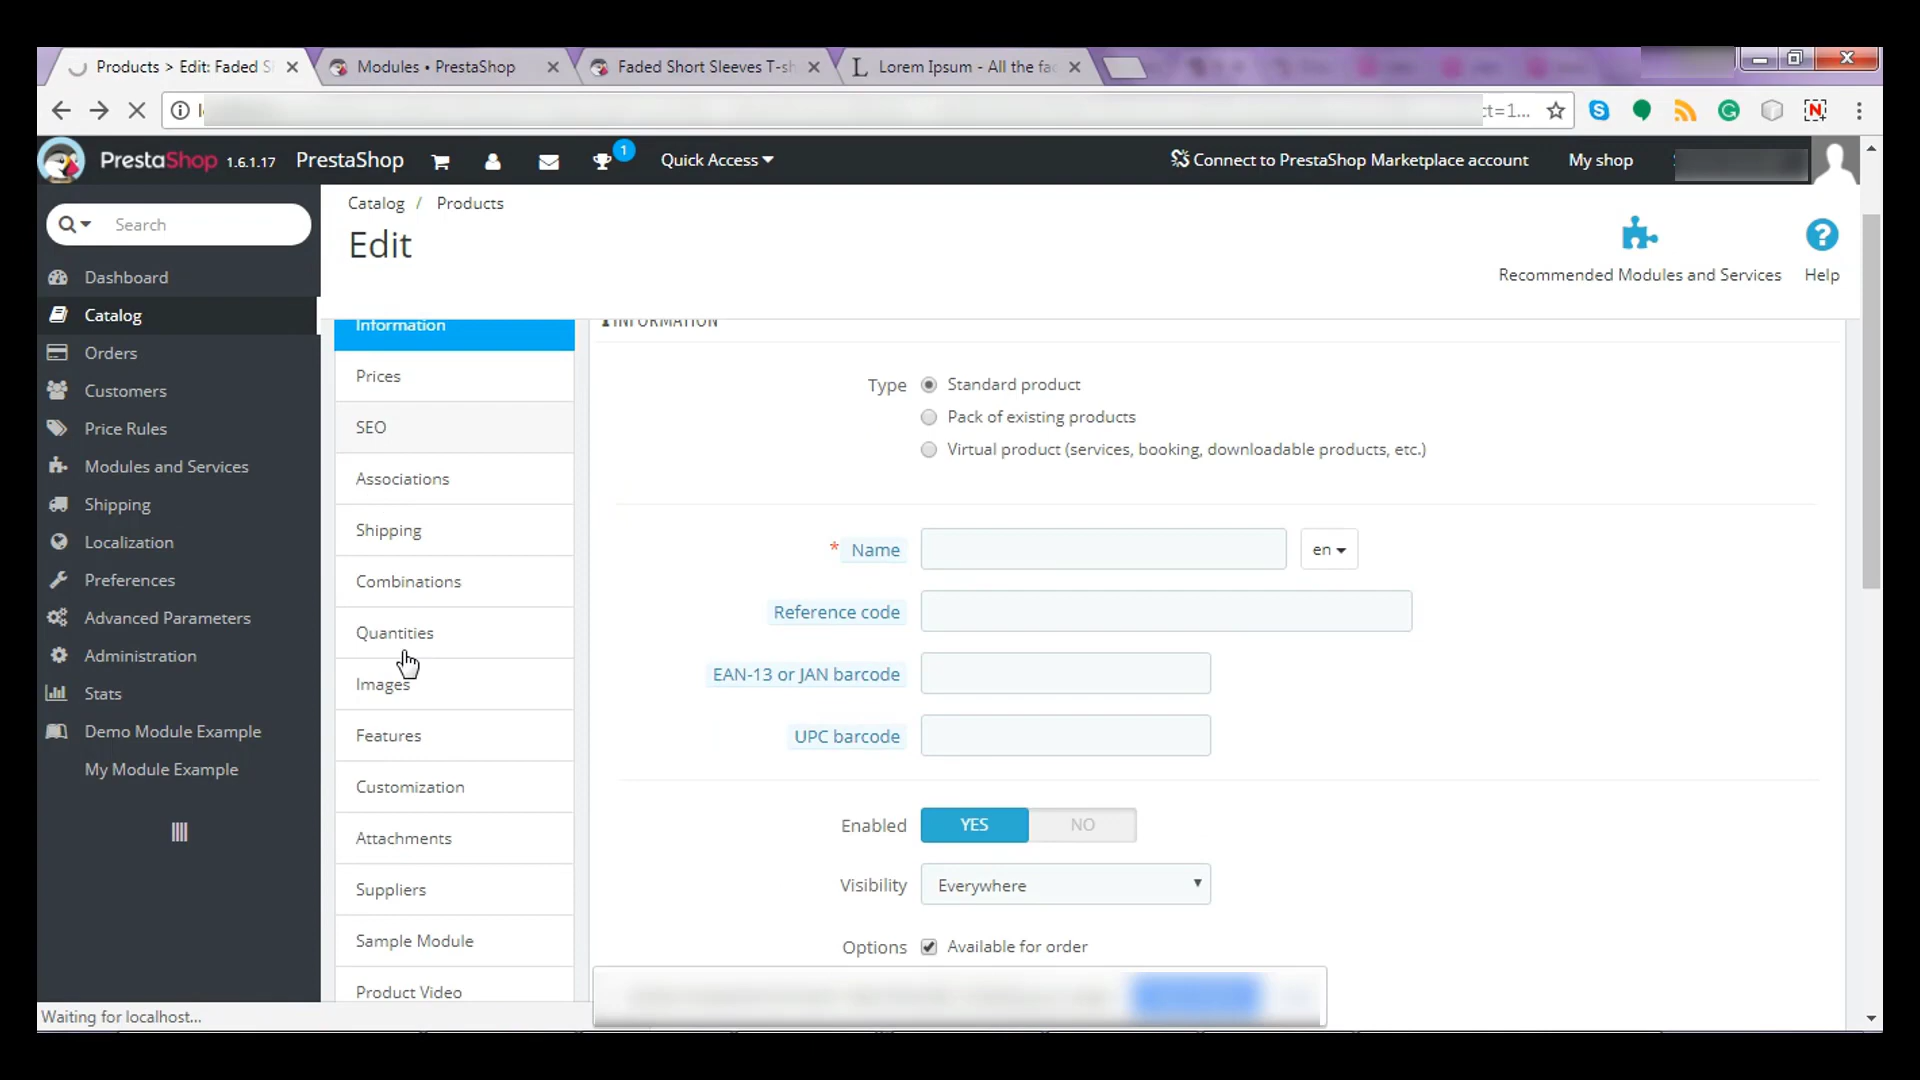 Products > Edit: Faded S
Modules • PrestaShop
Faded Short Sleeves T-sh
Lorem Ipsum - All the fac
ct=1...
PrestaShop 1.6.1.17
PrestaShop
1
Quick Access
Connect to PrestaShop Marketplace account
My shop
Search
Dashboard
Catalog
Orders
Customers
Price Rules
Modules and Services
Shipping
Localization
Preferences
Advanced Parameters
Administration
Stats
Demo Module Example
My Module Example
Catalog / Products
Edit
Recommended Modules and Services
Help
Information
Prices
SEO
Associations
Shipping
Combinations
Quantities
Images
Features
Customization
Attachments
Suppliers
Sample Module
Product Video
INFORMATION
Type
Standard product
Pack of existing products
Virtual product (services, booking, downloadable products, etc.)
* Name
en
Reference code
EAN-13 or JAN barcode
UPC barcode
Enabled
YES
NO
Visibility
Everywhere
Options
Available for order
Waiting for localhost...